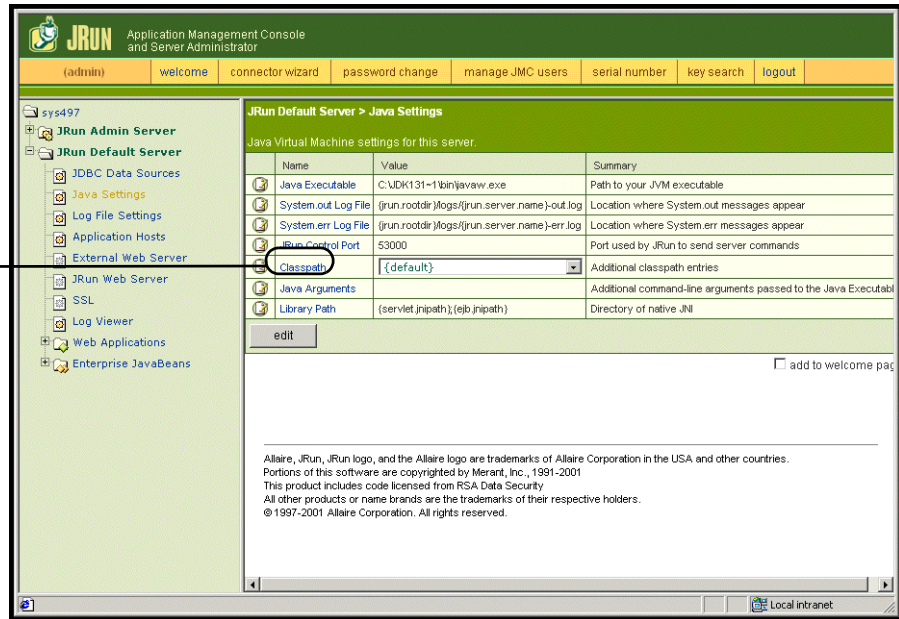 JRUN Application Management Console
and Server Administrator
(admin) welcome connector wizard password change manage JMC users serial number key search logout
sys497
JRun Admin Server
JRun Default Server
JDBC Data Sources
Java Settings
Log File Settings
Application Hosts
External Web Server
JRun Web Server
SSL
Log Viewer
Web Applications
Enterprise JavaBeans
JRun Default Server > Java Settings
Java Virtual Machine settings for this server.
Name Value Summary
Java Executable C:\JDK131~1\bin\javaw.exe Path to your JVM executable
System.out Log File {jrun.rootdir}/logs/{jrun.server.name}-out.log Location where System.out messages appear
System.err Log File {jrun.rootdir}/logs/{jrun.server.name}-err.log Location where System.err messages appear
JRun Control Port 53000 Port used by JRun to send server commands
Classpath {default} Additional classpath entries
Java Arguments Additional command-line arguments passed to the Java Executabl
Library Path {servlet.jnipath};{ejb.jnipath} Directory of native JNI
edit
add to welcome pag
Allaire, JRun, JRun logo, and the Allaire logo are trademarks of Allaire Corporation in the USA and other countries.
Portions of this software are copyrighted by Merant, Inc., 1991-2001
This product includes code licensed from RSA Data Security
All other products or name brands are the trademarks of their respective holders.
© 1997-2001 Allaire Corporation. All rights reserved.
Local intranet